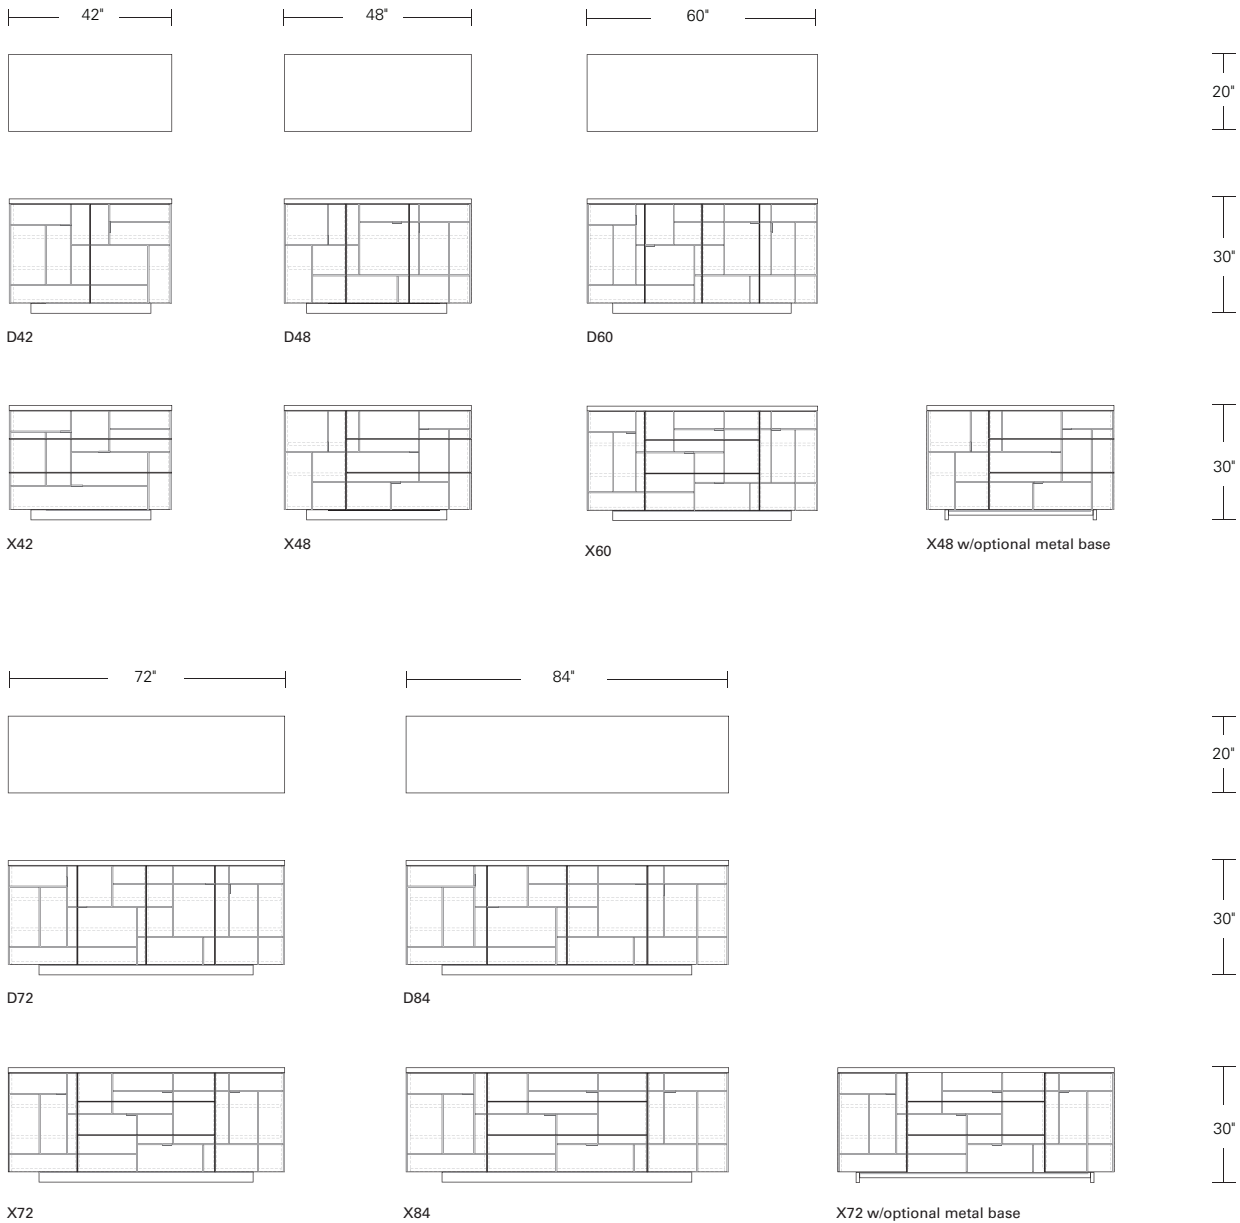 42"
48"
60"
20"
30"
D42
D48
D60
30"
X42
X48
X60
X48 w/optional metal base
72"
84"
20"
30"
D72
D84
30"
X72
X84
X72 w/optional metal base